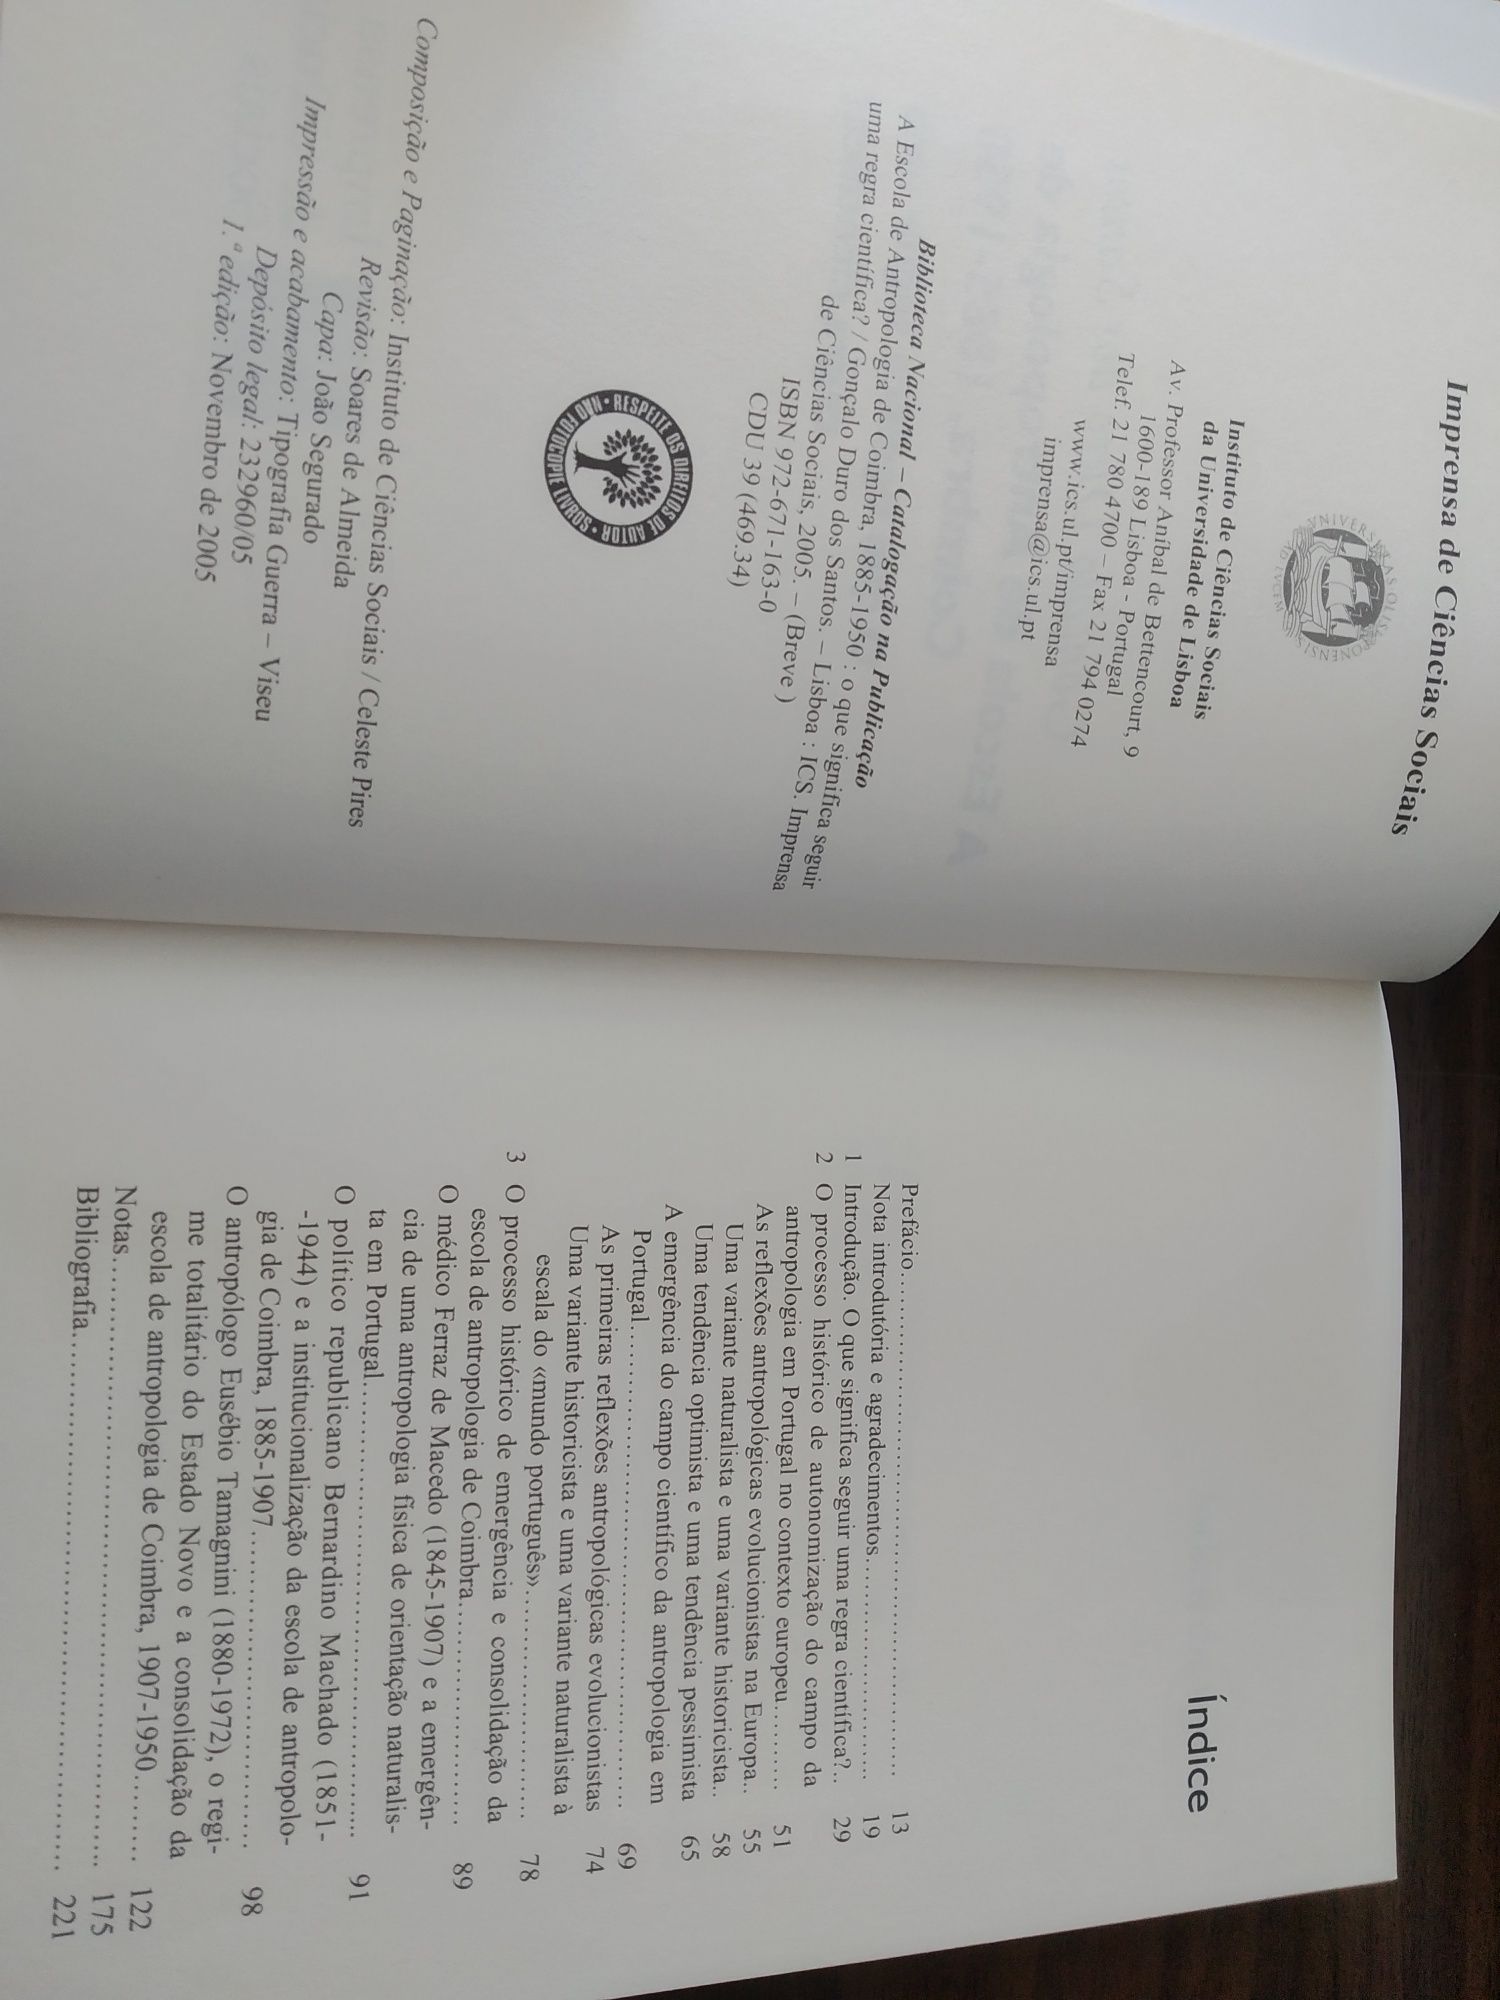 Imprensa de Ciências Sociais
Instituto de Ciências Sociais
da Universidade de Lisboa
Av. Professor Aníbal de Bettencourt, 9
1600-189 Lisboa - Portugal
Telef. 21 780 4700 – Fax 21 794 0274
www.ics.ul.pt/imprensa
imprensa@ics.ul.pt
Biblioteca Nacional – Catalogação na Publicação
A Escola de Antropologia de Coimbra, 1885-1950 : o que significa seguir
uma regra científica? / Gonçalo Duro dos Santos. – Lisboa : ICS. Imprensa
de Ciências Sociais, 2005. – (Breve )
ISBN 972-671-163-0
CDU 39 (469.34)
RESPEITE OS DIREITOS DE AUTOR • NÃO FOTOCOPIE LIVROS •
Composição e Paginação: Instituto de Ciências Sociais / Celeste Pires
Revisão: Soares de Almeida
Capa: João Segurado
Impressão e acabamento: Tipografia Guerra – Viseu
Depósito legal: 232960/05
1.ª edição: Novembro de 2005
Índice
Prefácio.................................................... 13
Nota introdutória e agradecimentos...................... 19
1 Introdução. O que significa seguir uma regra científica?.. 29
2 O processo histórico de autonomização do campo da
antropologia em Portugal no contexto europeu......... 51
As reflexões antropológicas evolucionistas na Europa.. 55
Uma variante naturalista e uma variante historicista.. 58
Uma tendência optimista e uma tendência pessimista 65
A emergência do campo científico da antropologia em
Portugal.................................................. 69
As primeiras reflexões antropológicas evolucionistas 74
Uma variante historicista e uma variante naturalista à
escala do «mundo português»....................... 78
3 O processo histórico de emergência e consolidação da
escola de antropologia de Coimbra....................... 89
O médico Ferraz de Macedo (1845-1907) e a emergên-
cia de uma antropologia física de orientação naturalis-
ta em Portugal........................................... 91
O político republicano Bernardino Machado (1851-
-1944) e a institucionalização da escola de antropolo-
gia de Coimbra, 1885-1907............................... 98
O antropólogo Eusébio Tamagnini (1880-1972), o regi-
me totalitário do Estado Novo e a consolidação da
escola de antropologia de Coimbra, 1907-1950......... 122
Notas....................................................... 175
Bibliografia................................................. 221